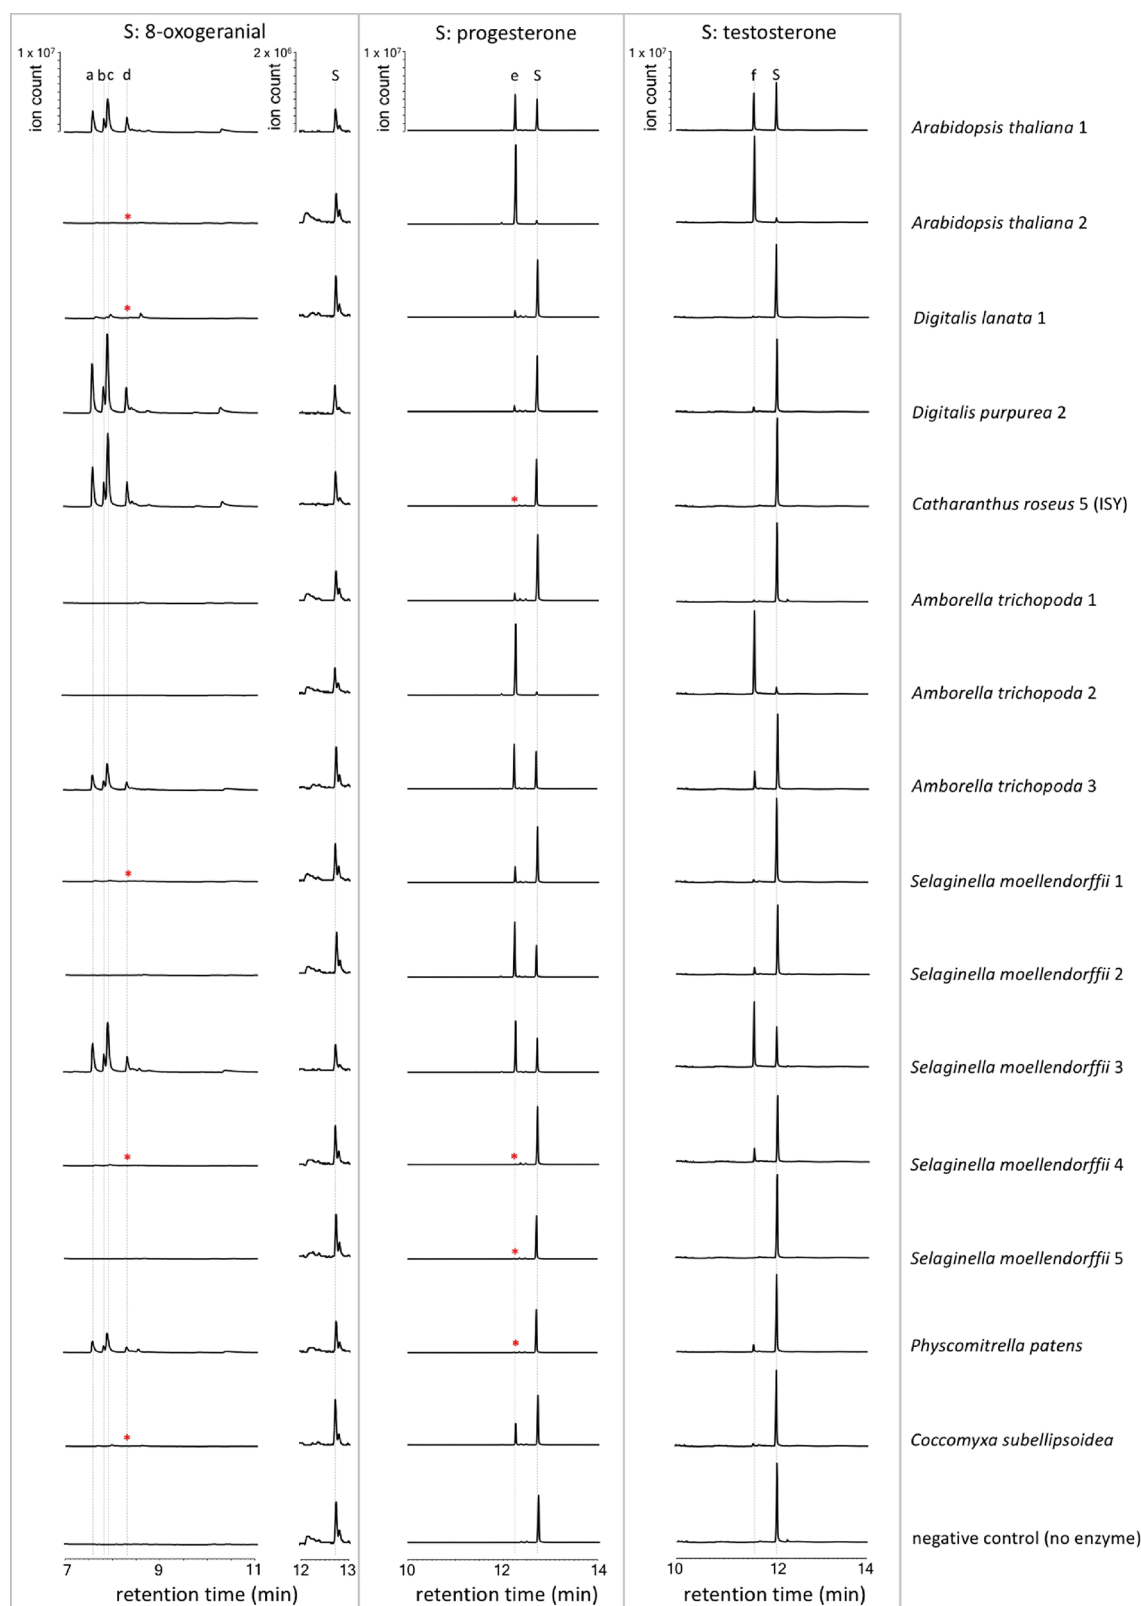 S: 8-oxogeranial
S: progesterone
S: testosterone
1 x 10⁷
2 x 10⁶
1 x 10⁷
1 x 10⁷
ion count
ion count
ion count
ion count
a b c d
S
e S
f S
Arabidopsis thaliana 1
*
Arabidopsis thaliana 2
*
Digitalis lanata 1
Digitalis purpurea 2
*
Catharanthus roseus 5 (ISY)
Amborella trichopoda 1
Amborella trichopoda 2
Amborella trichopoda 3
*
Selaginella moellendorffii 1
Selaginella moellendorffii 2
Selaginella moellendorffii 3
* *
Selaginella moellendorffii 4
*
Selaginella moellendorffii 5
*
Physcomitrella patens
*
Coccomyxa subellipsoidea
negative control (no enzyme)
7 9 11 12 13
10 12 14
10 12 14
retention time (min)
retention time (min)
retention time (min)